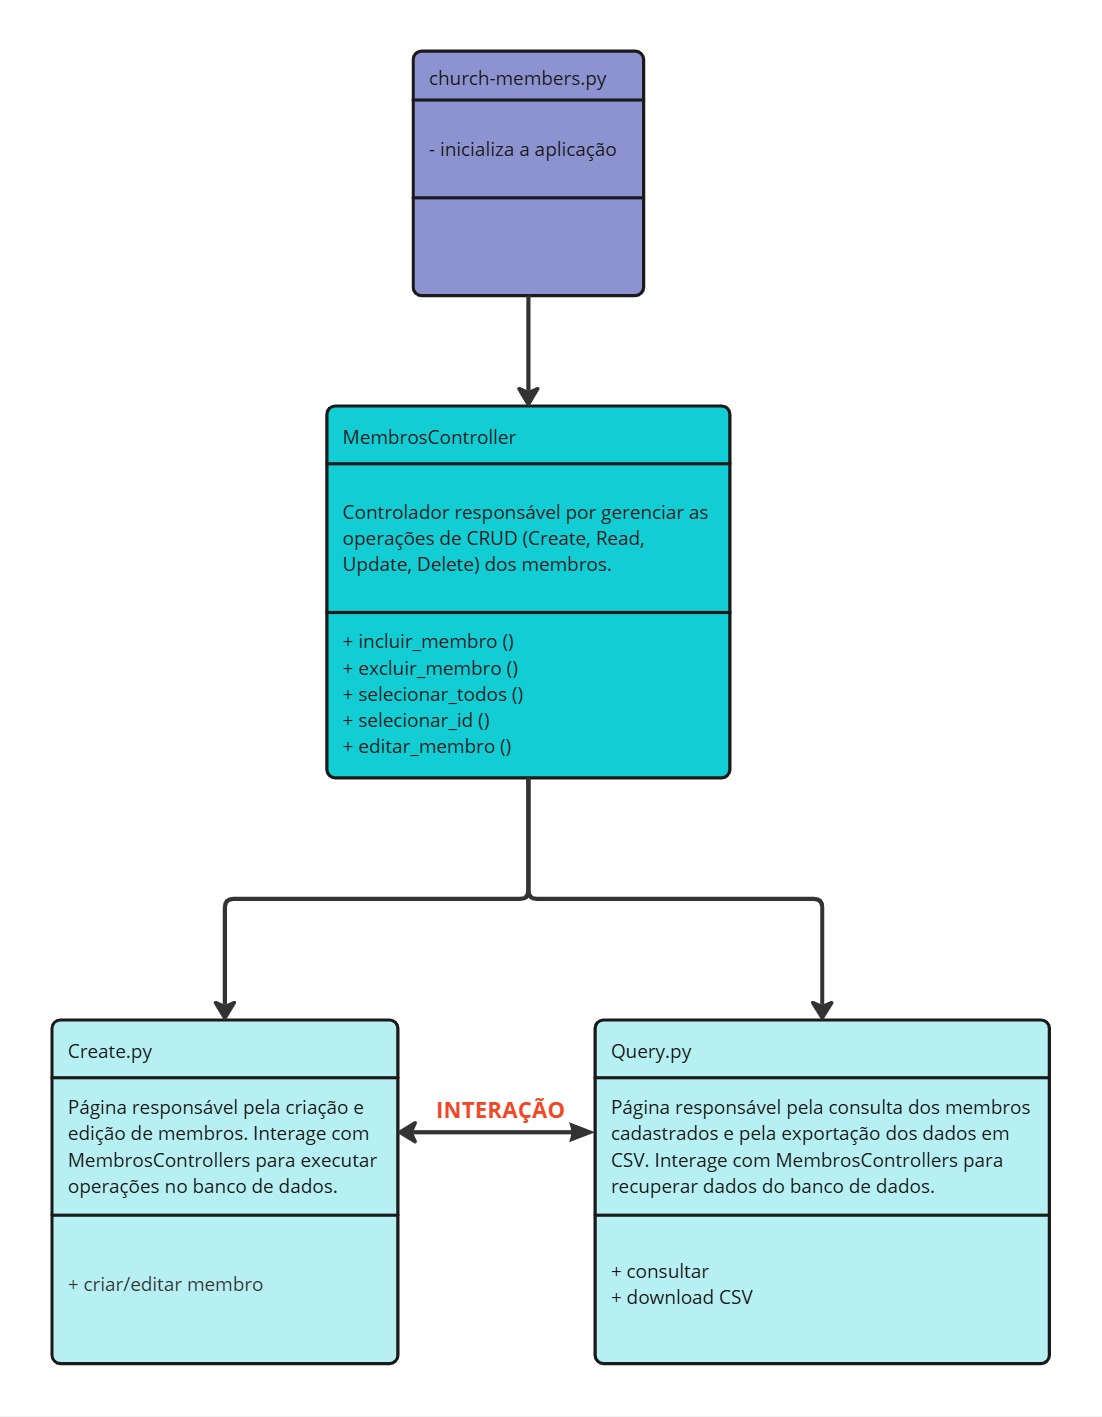 church-members.py
- inicializa a aplicação
MembrosController
Controlador responsável por gerenciar as
operações de CRUD (Create, Read,
Update, Delete) dos membros.
+ incluir_membro ()
+ excluir_membro ()
+ selecionar_todos ()
+ selecionar_id ()
+ editar_membro ()
Create.py
Página responsável pela criação e
edição de membros. Interage com
MembrosControllers para executar
operações no banco de dados.
+ criar/editar membro
INTERAÇÃO
Query.py
Página responsável pela consulta dos membros
cadastrados e pela exportação dos dados em
CSV. Interage com MembrosControllers para
recuperar dados do banco de dados.
+ consultar
+ download CSV